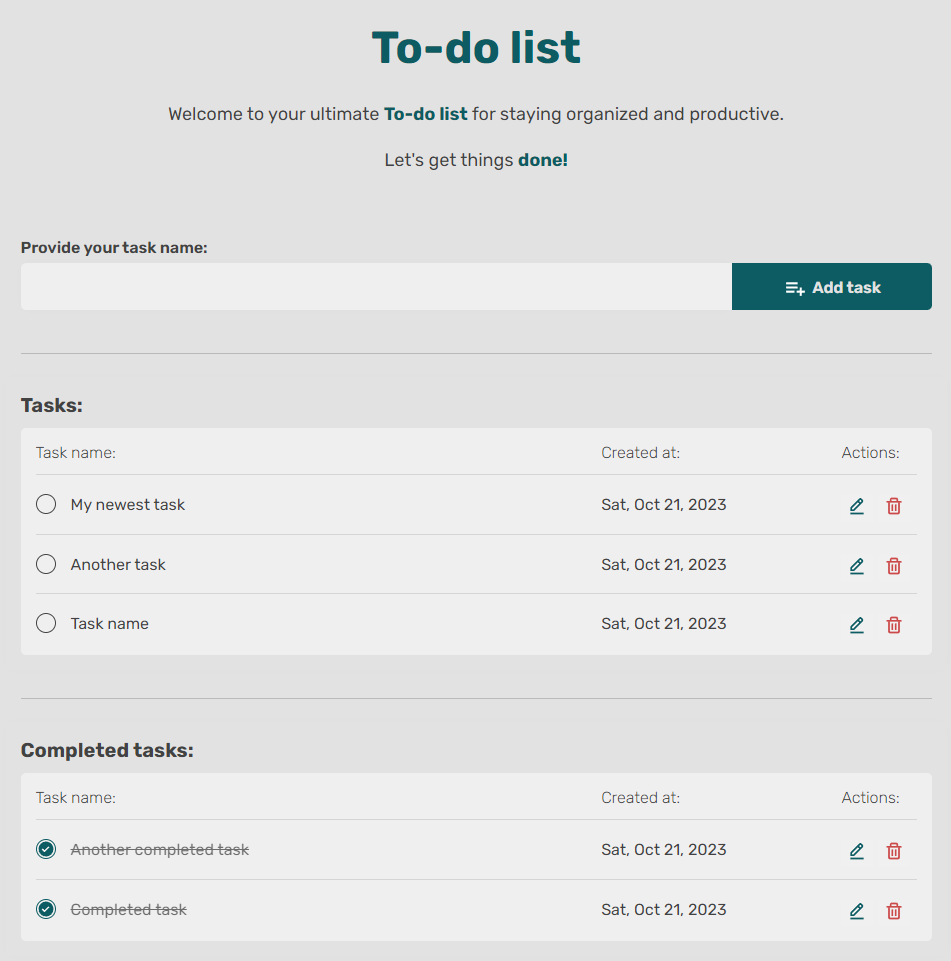 To-do list
Welcome to your ultimate To-do list for staying organized and productive.
Let's get things done!
Provide your task name:
Add task
Tasks:
Task name: Created at: Actions:
My newest task Sat, Oct 21, 2023
Another task Sat, Oct 21, 2023
Task name Sat, Oct 21, 2023
Completed tasks:
Task name: Created at: Actions:
Another completed task Sat, Oct 21, 2023
Completed task Sat, Oct 21, 2023